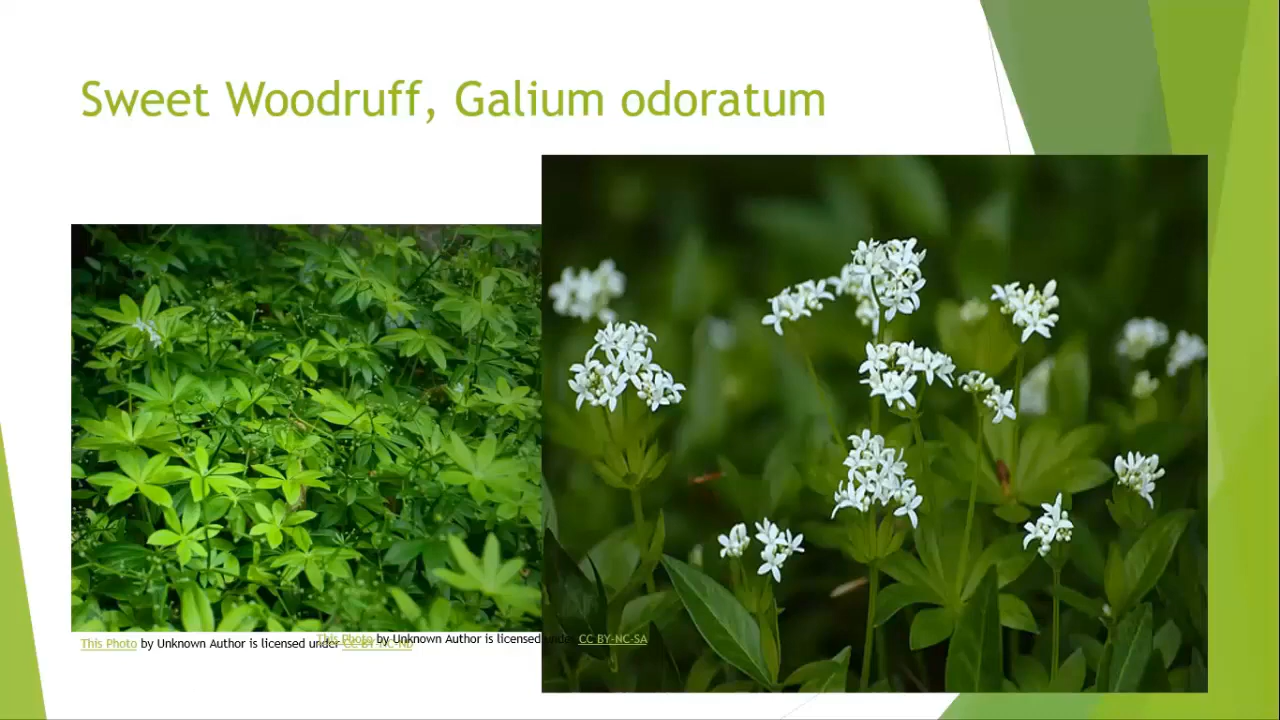 Sweet Woodruff, Galium odoratum
This Photo by Unknown Author is licensed under CC BY-NC-ND
This Photo by Unknown Author is licensed under CC BY-NC-SA